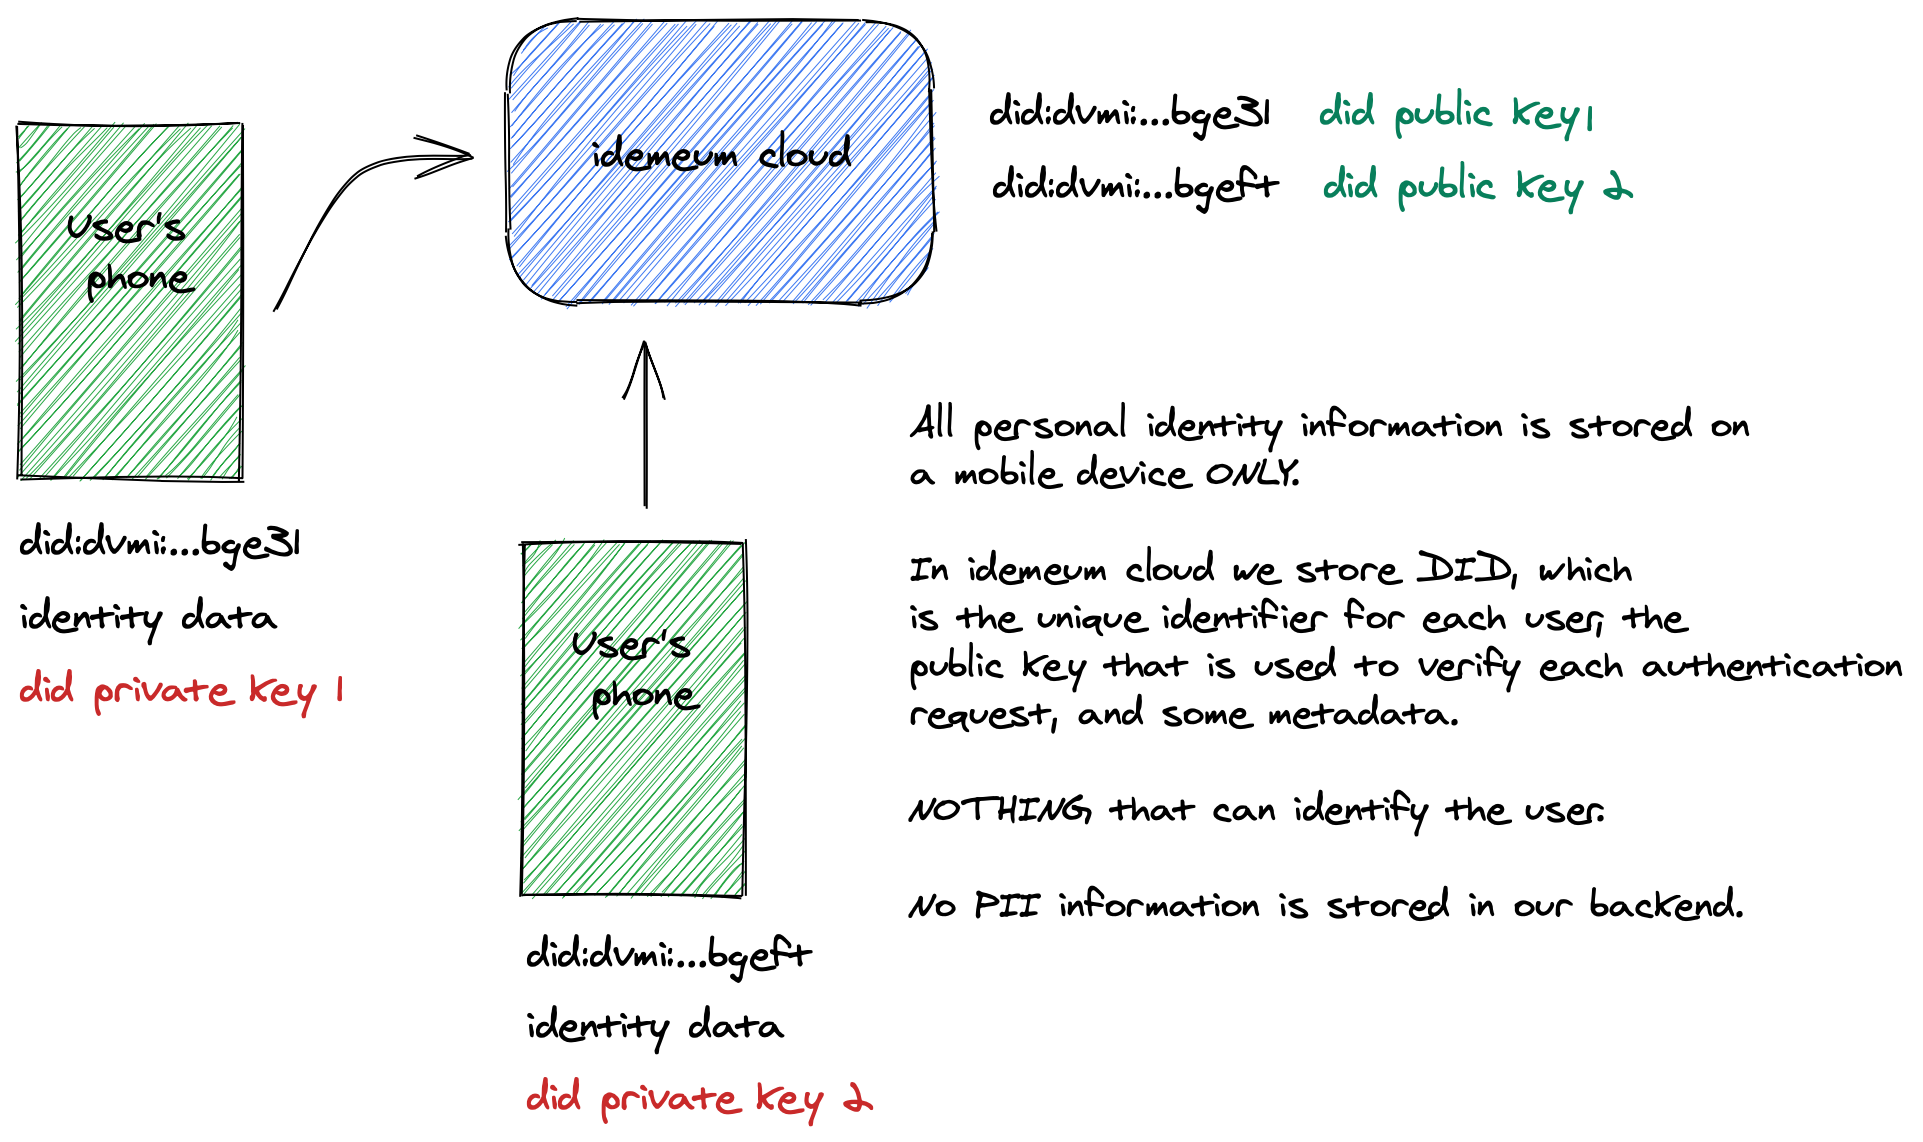 User's
phone
did:dvmi:...bge31
identity data
did private key 1
idemeum cloud
did:dvmi:...bge31 did public key1
did:dvmi:...bgeft did public key 2
User's
phone
did:dvmi:...bgeft
identity data
did private key 2
All personal identity information is stored on
a mobile device ONLY.
In idemeum cloud we store DID, which
is the unique identifier for each user, the
public key that is used to verify each authentication
request, and some metadata.
NOTHING that can identify the user.
No PII information is stored in our backend.